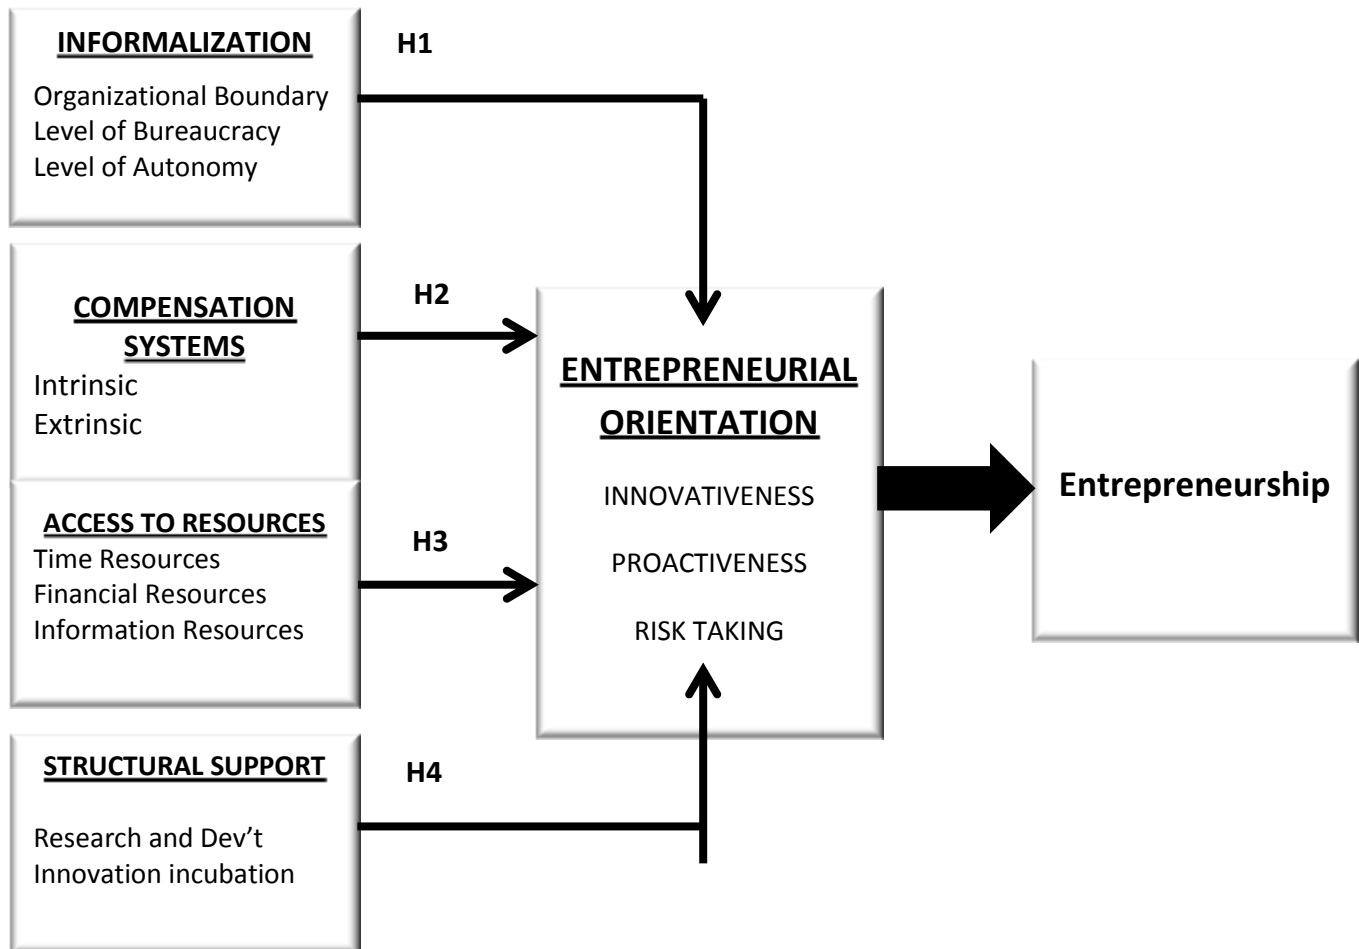 INFORMALIZATION
Organizational Boundary
Level of Bureaucracy
Level of Autonomy
H1
COMPENSATION
SYSTEMS
Intrinsic
Extrinsic
H2
ACCESS TO RESOURCES
Time Resources
Financial Resources
Information Resources
H3
STRUCTURAL SUPPORT
Research and Dev’t
Innovation incubation
H4
ENTREPRENEURIAL
ORIENTATION
INNOVATIVENESS
PROACTIVENESS
RISK TAKING
Entrepreneurship